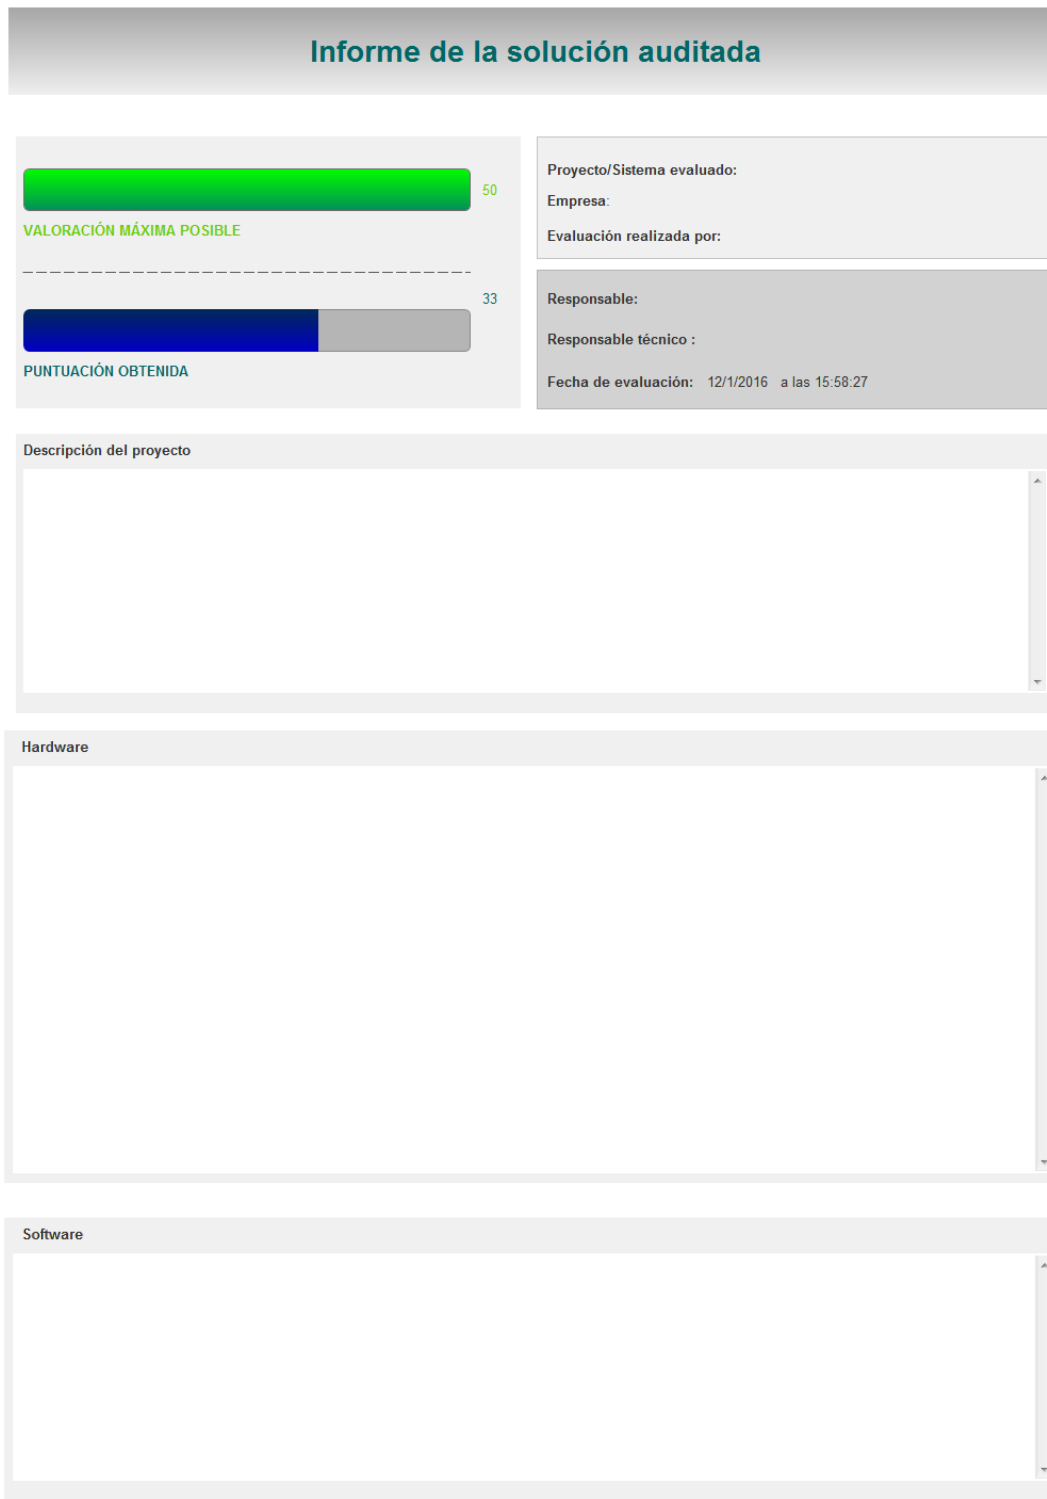 Informe de la solución auditada
50
VALORACIÓN MÁXIMA POSIBLE
33
PUNTUACIÓN OBTENIDA
Proyecto/Sistema evaluado:
Empresa:
Evaluación realizada por:
Responsable:
Responsable técnico :
Fecha de evaluación: 12/1/2016 a las 15:58:27
Descripción del proyecto
Hardware
Software